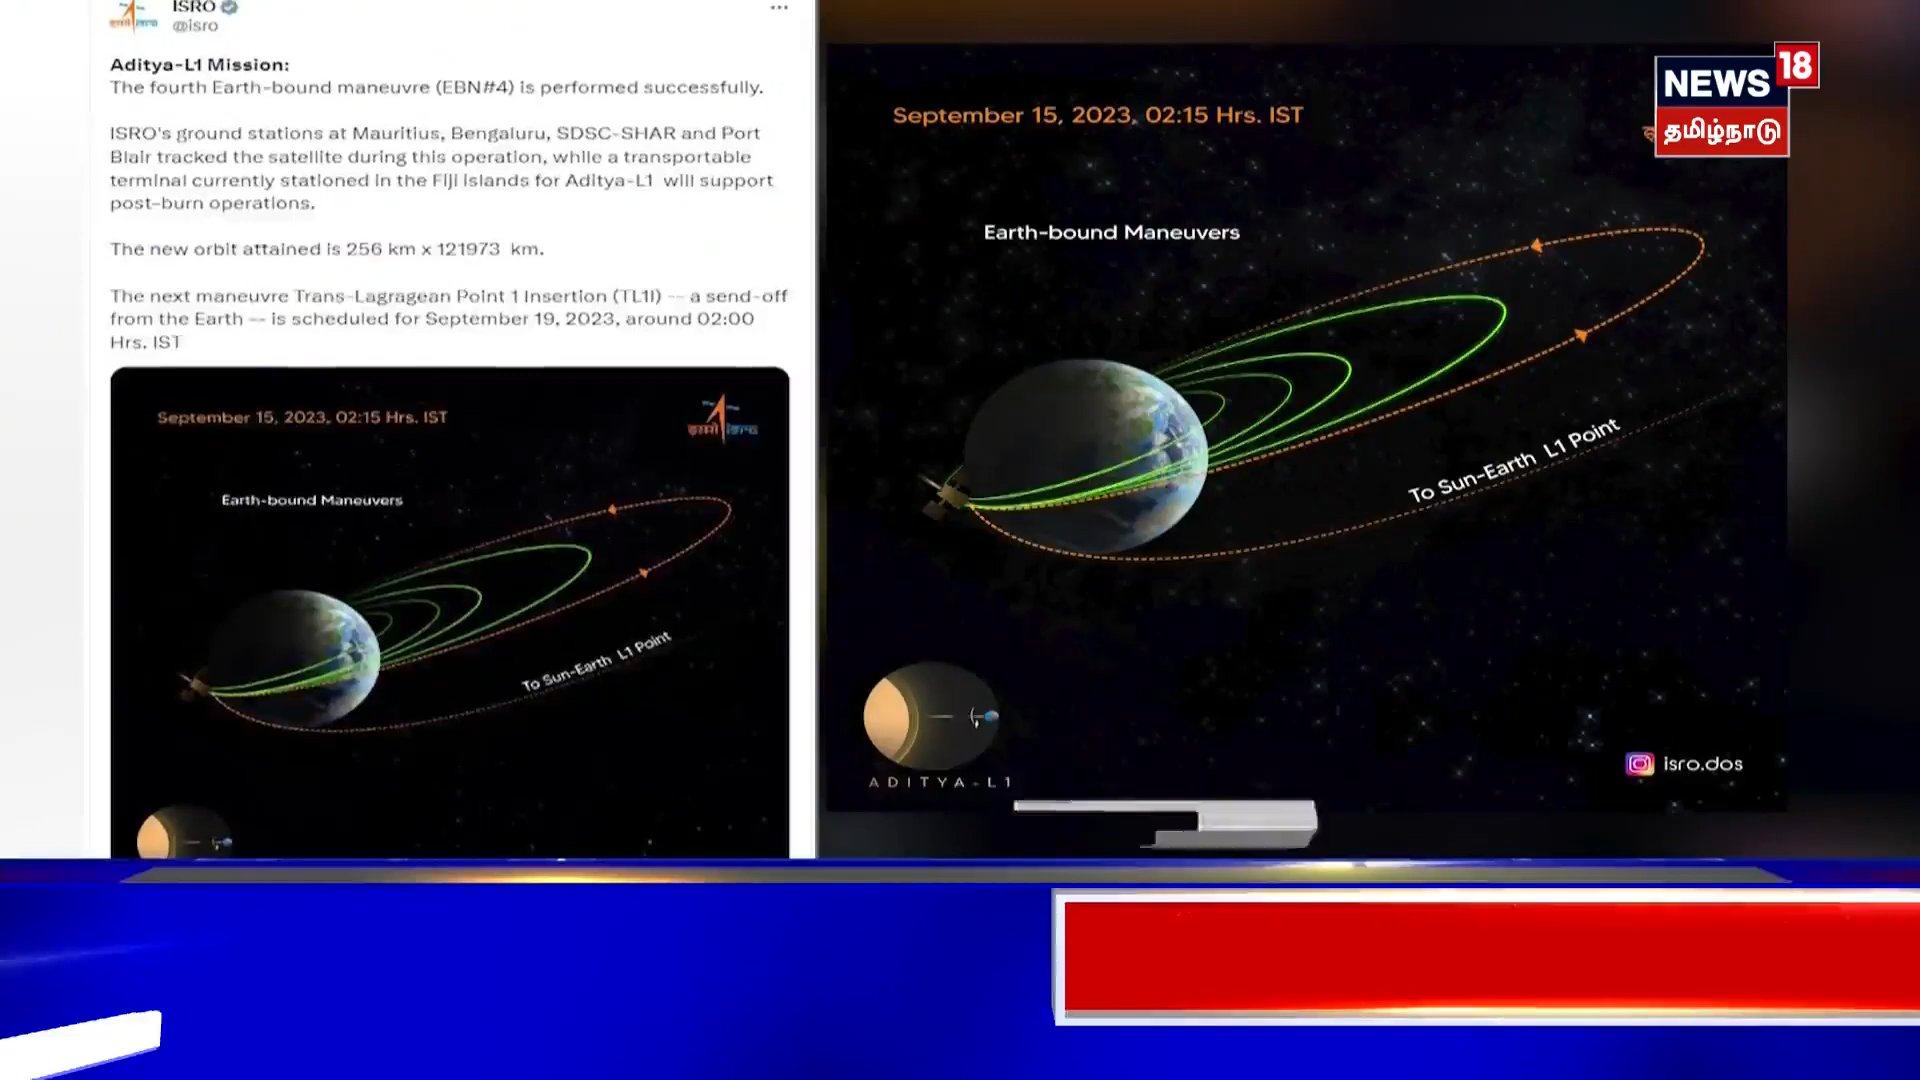 ISRO
@isro
Aditya-L1 Mission:
The fourth Earth-bound maneuvre (EBN#4) is performed successfully.
ISRO's ground stations at Mauritius, Bengaluru, SDSC-SHAR and Port
Blair tracked the satellite during this operation, while a transportable
terminal currently stationed in the Fiji islands for Aditya-L1 will support
post-burn operations.
The new orbit attained is 256 km x 121973 km.
The next maneuvre Trans-Lagragean Point 1 Insertion (TL1I) -- a send-off
from the Earth -- is scheduled for September 19, 2023, around 02:00
Hrs. IST
September 15, 2023, 02:15 Hrs. IST
इसरो isro
Earth-bound Maneuvers
To Sun-Earth L1 Point
September 15, 2023, 02:15 Hrs. IST
Earth-bound Maneuvers
To Sun-Earth L1 Point
ADITYA-L1
isro.dos
NEWS 18
தமிழ்நாடு